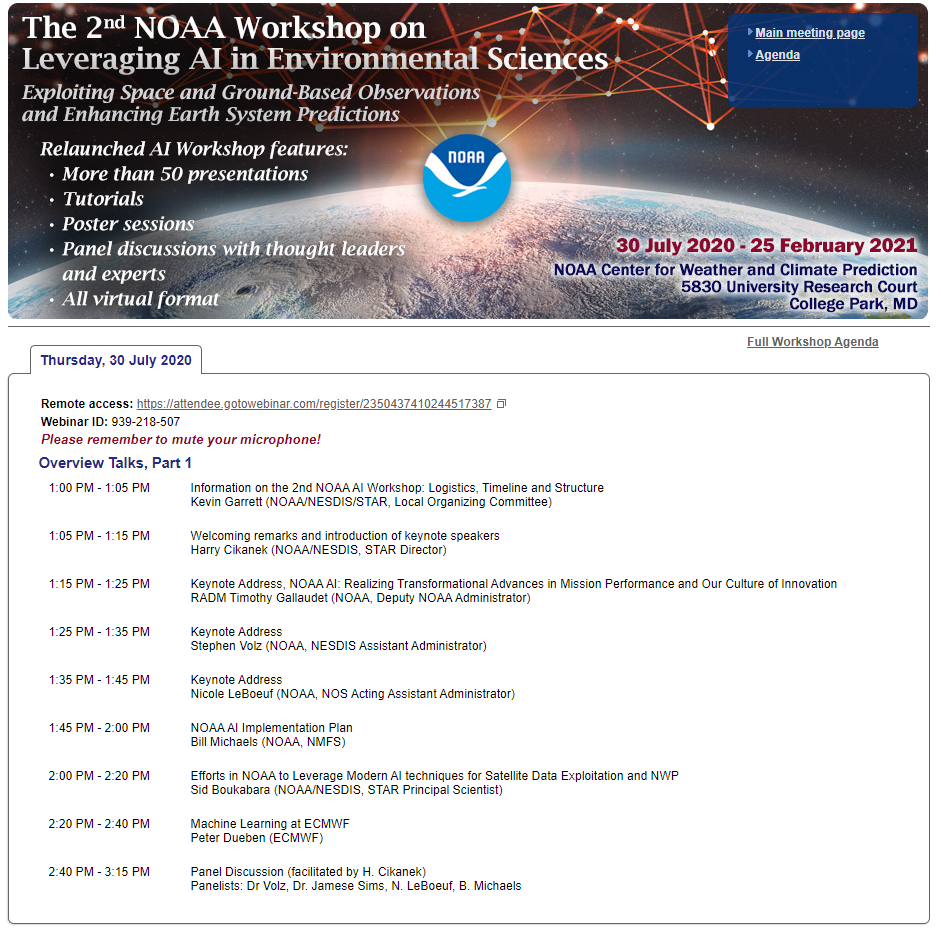 The 2nd NOAA Workshop on
Leveraging AI in Environmental Sciences
Exploiting Space and Ground-Based Observations
and Enhancing Earth System Predictions
Relaunched AI Workshop features:
• More than 50 presentations
• Tutorials
• Poster sessions
• Panel discussions with thought leaders
and experts
• All virtual format
NOAA
Main meeting page
Agenda
30 July 2020 - 25 February 2021
NOAA Center for Weather and Climate Prediction
5830 University Research Court
College Park, MD
Full Workshop Agenda
Thursday, 30 July 2020
Remote access: https://attendee.gotowebinar.com/register/2350437410244517387
Webinar ID: 939-218-507
Please remember to mute your microphone!
Overview Talks, Part 1
1:00 PM - 1:05 PM Information on the 2nd NOAA AI Workshop: Logistics, Timeline and Structure
Kevin Garrett (NOAA/NESDIS/STAR, Local Organizing Committee)
1:05 PM - 1:15 PM Welcoming remarks and introduction of keynote speakers
Harry Cikanek (NOAA/NESDIS, STAR Director)
1:15 PM - 1:25 PM Keynote Address, NOAA AI: Realizing Transformational Advances in Mission Performance and Our Culture of Innovation
RADM Timothy Gallaudet (NOAA, Deputy NOAA Administrator)
1:25 PM - 1:35 PM Keynote Address
Stephen Volz (NOAA, NESDIS Assistant Administrator)
1:35 PM - 1:45 PM Keynote Address
Nicole LeBoeuf (NOAA, NOS Acting Assistant Administrator)
1:45 PM - 2:00 PM NOAA AI Implementation Plan
Bill Michaels (NOAA, NMFS)
2:00 PM - 2:20 PM Efforts in NOAA to Leverage Modern AI techniques for Satellite Data Exploitation and NWP
Sid Boukabara (NOAA/NESDIS, STAR Principal Scientist)
2:20 PM - 2:40 PM Machine Learning at ECMWF
Peter Dueben (ECMWF)
2:40 PM - 3:15 PM Panel Discussion (facilitated by H. Cikanek)
Panelists: Dr Volz, Dr. Jamese Sims, N. LeBoeuf, B. Michaels